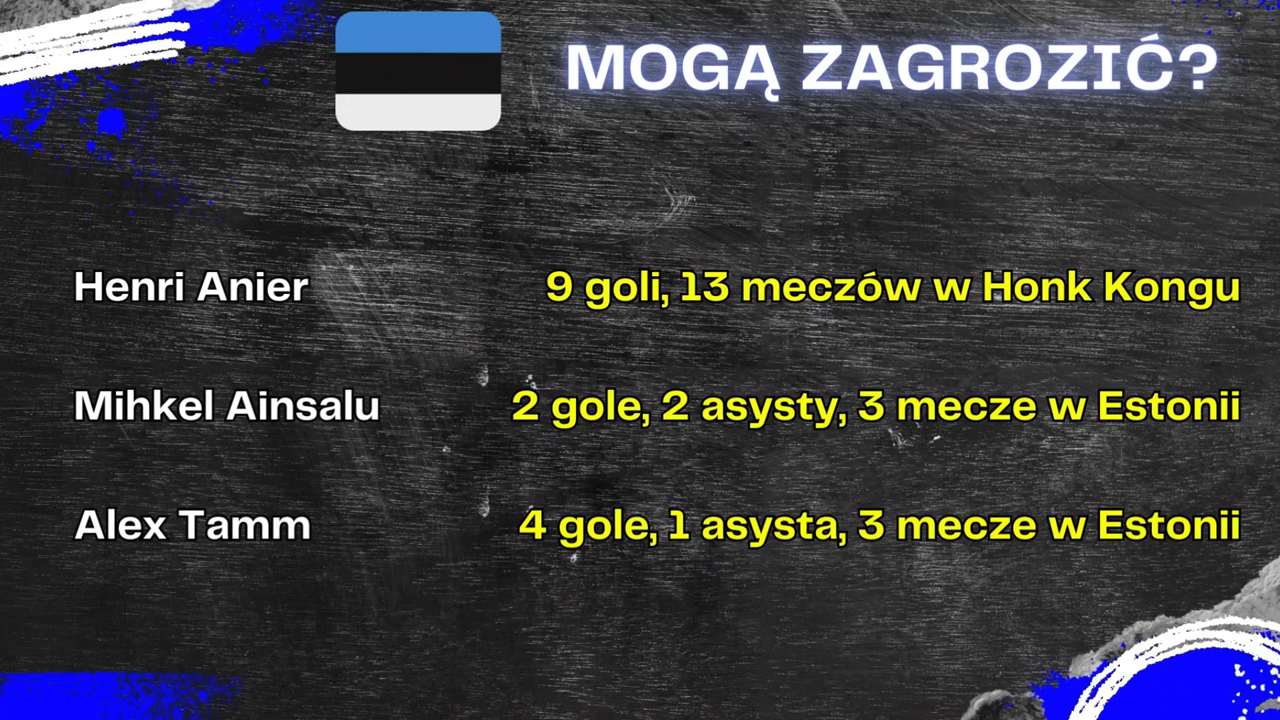 MOGĄ ZAGROZIĆ?
Henri Anier 9 goli, 13 meczów w Honk Kongu
Mihkel Ainsalu 2 gole, 2 asysty, 3 mecze w Estonii
Alex Tamm 4 gole, 1 asysta, 3 mecze w Estonii